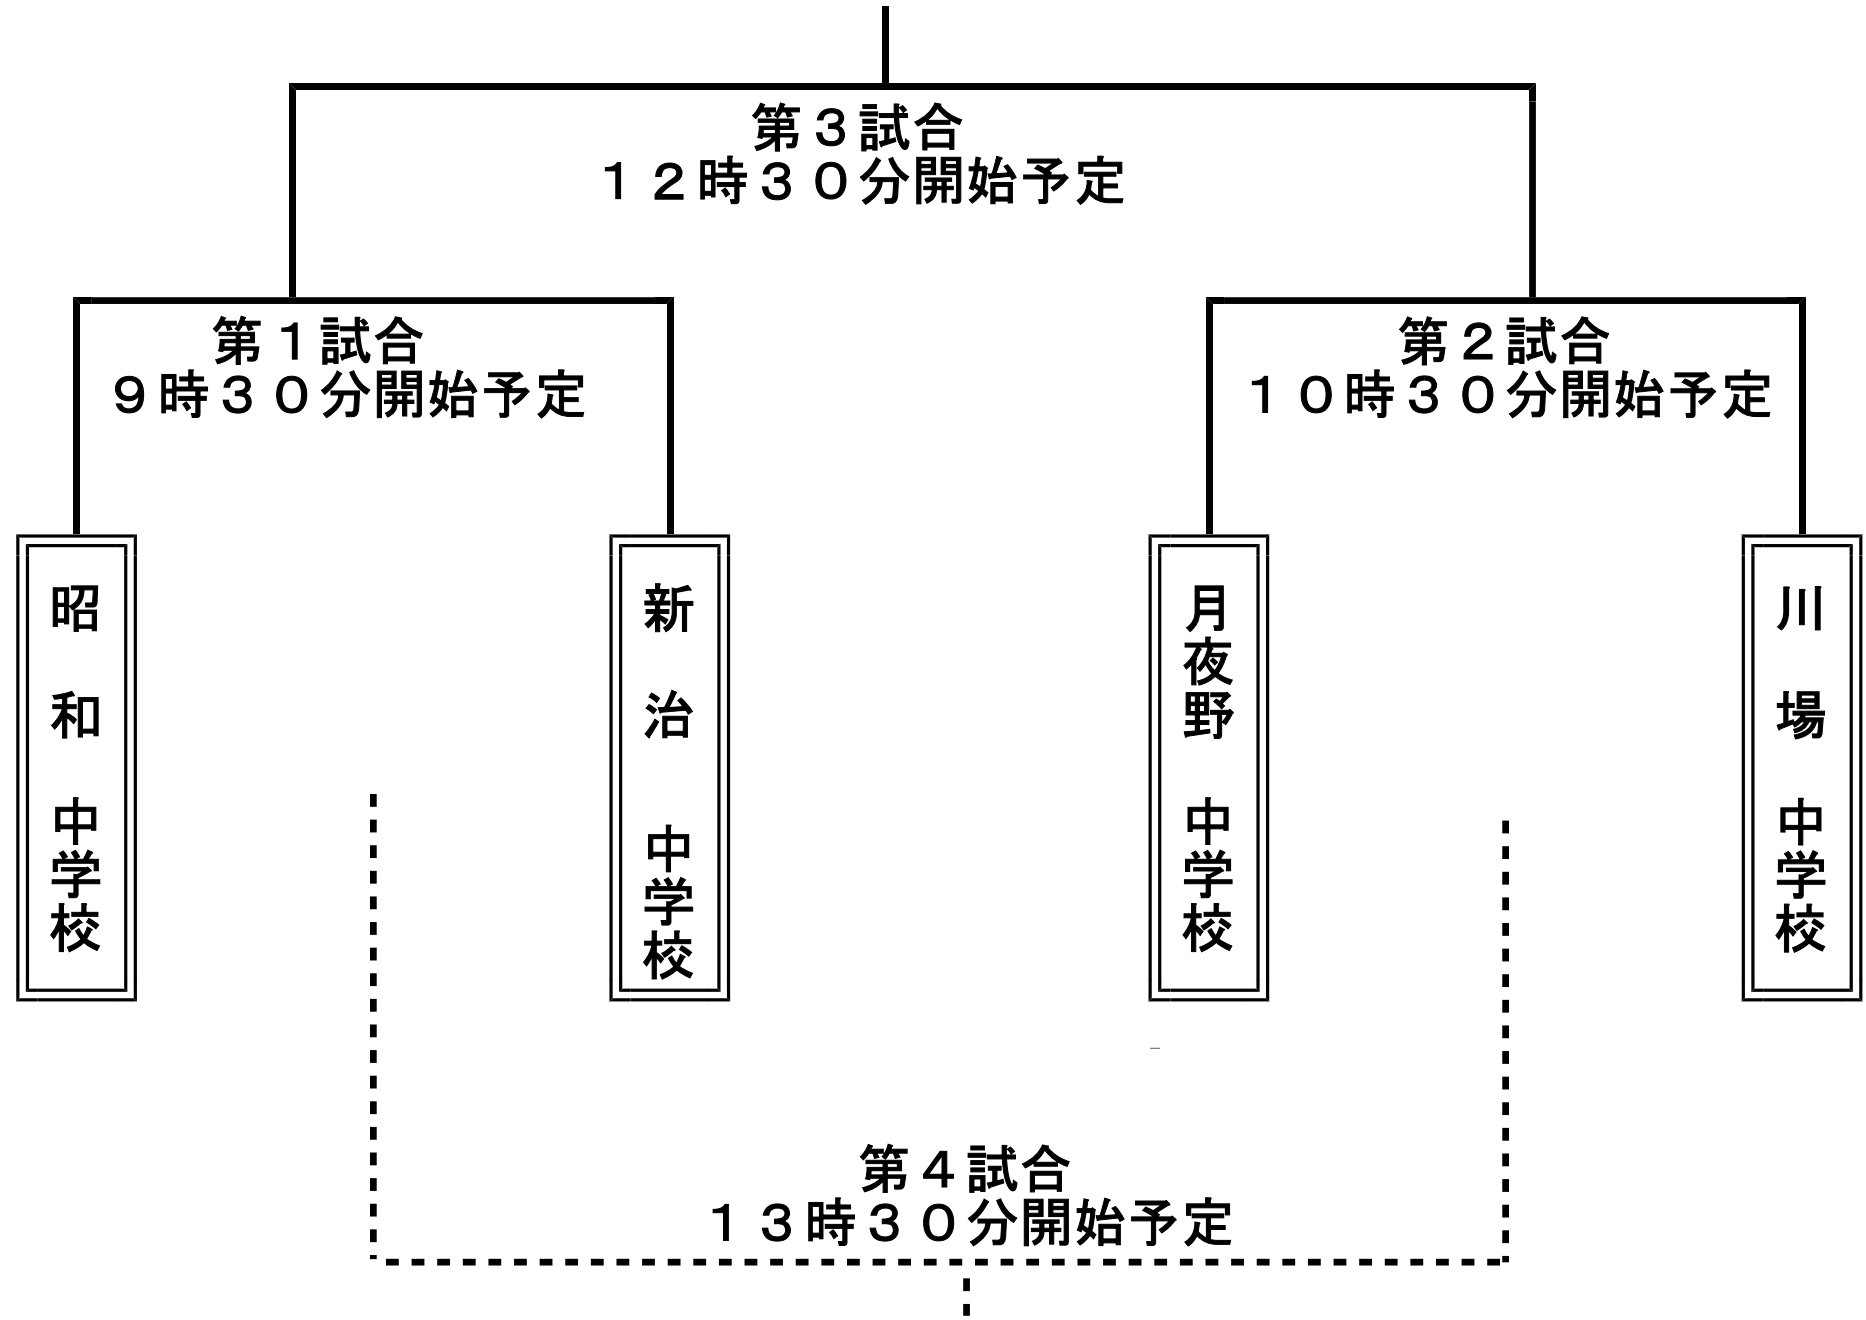 第３試合
１２時３０分開始予定
第１試合
９時３０分開始予定
第２試合
１０時３０分開始予定
昭和中学校
新治中学校
月夜野中学校
川場中学校
第４試合
１３時３０分開始予定